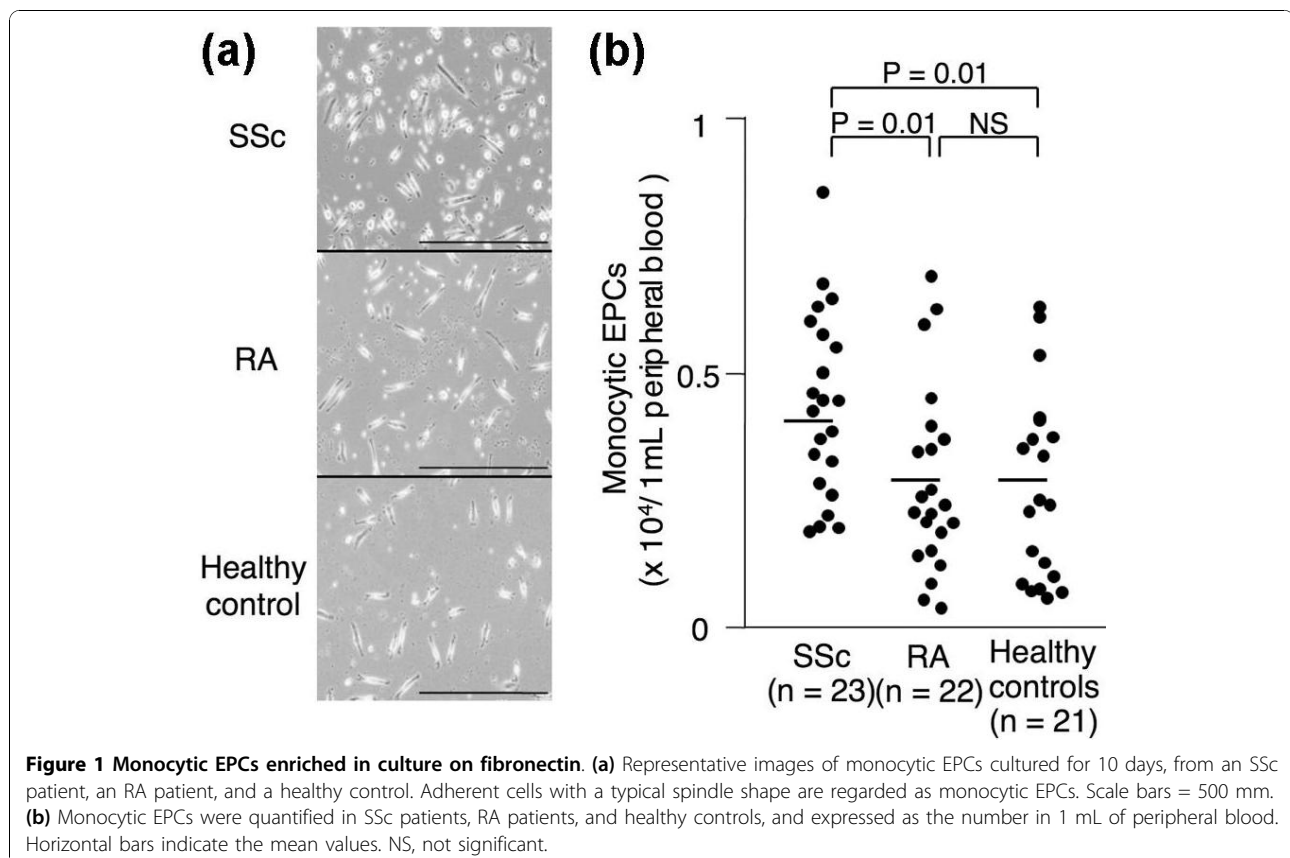 (a)
SSc
RA
Healthy
control
(b)
P = 0.01
P = 0.01
NS
1
0.5
0
Monocytic EPCs
(x 10⁴/ 1mL peripheral blood)
SSc
(n = 23)
RA
(n = 22)
Healthy
controls
(n = 21)
Figure 1 Monocytic EPCs enriched in culture on fibronectin. (a) Representative images of monocytic EPCs cultured for 10 days, from an SSc
patient, an RA patient, and a healthy control. Adherent cells with a typical spindle shape are regarded as monocytic EPCs. Scale bars = 500 mm.
(b) Monocytic EPCs were quantified in SSc patients, RA patients, and healthy controls, and expressed as the number in 1 mL of peripheral blood.
Horizontal bars indicate the mean values. NS, not significant.